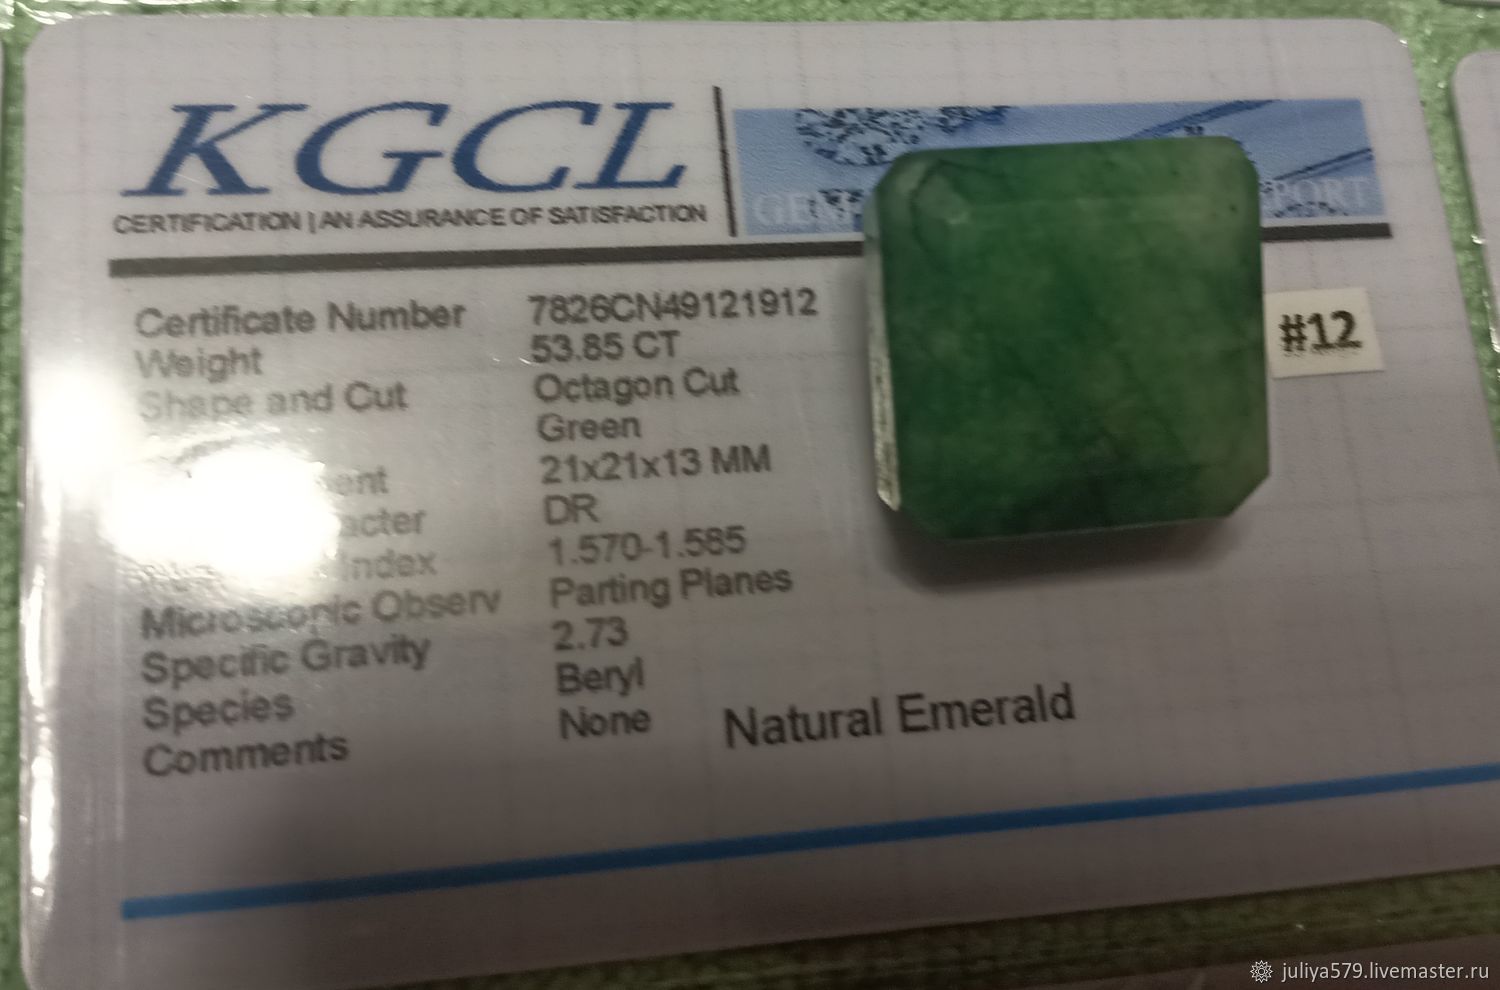 KGCL
CERTIFICATION | AN ASSURANCE OF SATISFACTION
Certificate Number 7826CN49121912
Weight 53.85 CT
Shape and Cut Octagon Cut
Green
21x21x13 MM
DR
Index 1.570-1.585
Microscopic Observ Parting Planes
Specific Gravity 2.73
Species Beryl
Comments None
Natural Emerald
#12
juliya579.livemaster.ru